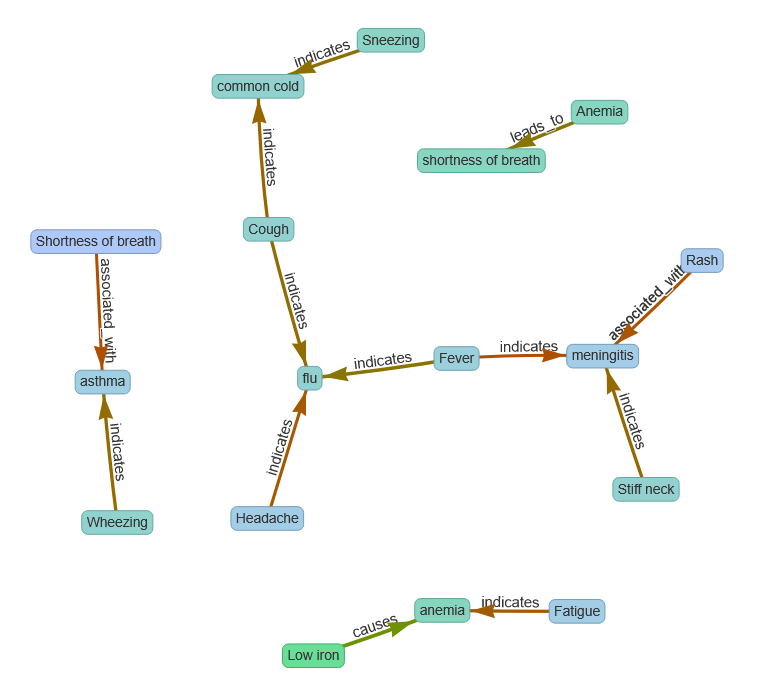 Sneezing
indicates
common cold
Anemia
leads_to
shortness of breath
indicates
Cough
Shortness of breath
associated_with
Rash
associated_with
indicates
indicates
meningitis
Fever
indicates
flu
asthma
indicates
indicates
indicates
Stiff neck
Headache
Wheezing
indicates
anemia
Fatigue
causes
Low iron